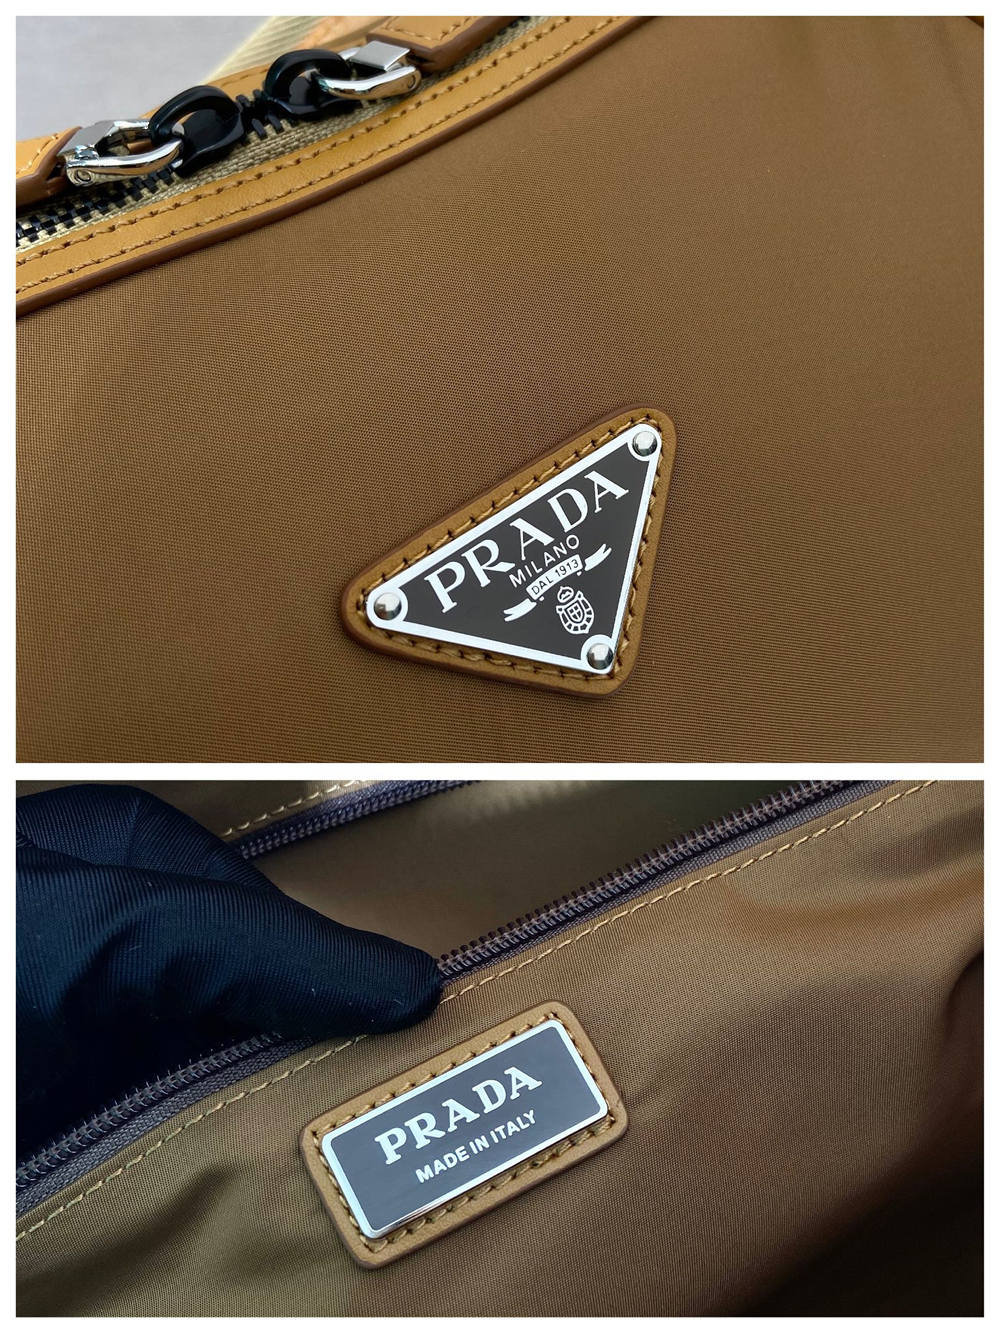 PRADA
MILANO
DAL 1913
PRADA
MADE IN ITALY